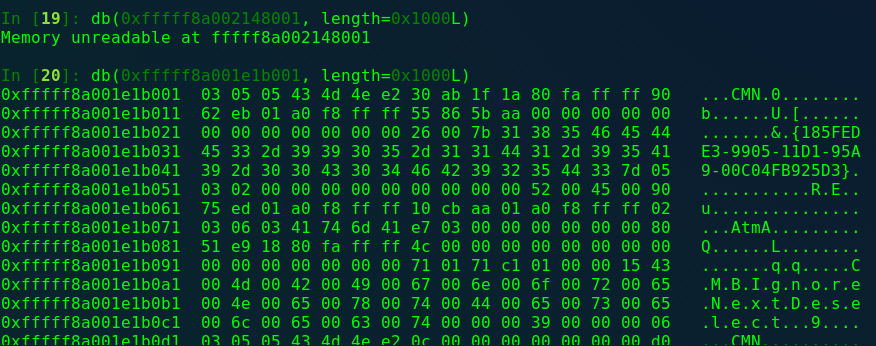 In [19]: db(0xfffff8a002148001, length=0x1000L)
Memory unreadable at fffff8a002148001
In [20]: db(0xfffff8a001e1b001, length=0x1000L)
0xfffff8a001e1b001  03 05 05 43 4d 4e e2 30 ab 1f 1a 80 fa ff ff 90   ...CMN.0........
0xfffff8a001e1b011  62 eb 01 a0 f8 ff ff 55 86 5b aa 00 00 00 00 00   b......U.[......
0xfffff8a001e1b021  00 00 00 00 00 00 00 26 00 7b 31 38 35 46 45 44   .......&.{185FED
0xfffff8a001e1b031  45 33 2d 39 39 30 35 2d 31 31 44 31 2d 39 35 41   E3-9905-11D1-95A
0xfffff8a001e1b041  39 2d 30 30 43 30 34 46 42 39 32 35 44 33 7d 05   9-00C04FB925D3}.
0xfffff8a001e1b051  03 02 00 00 00 00 00 00 00 00 00 52 00 45 00 90   ...........R.E..
0xfffff8a001e1b061  75 ed 01 a0 f8 ff ff 10 cb aa 01 a0 f8 ff ff 02   u...............
0xfffff8a001e1b071  03 06 03 41 74 6d 41 e7 03 00 00 00 00 00 00 80   ...AtmA.........
0xfffff8a001e1b081  51 e9 18 80 fa ff ff 4c 00 00 00 00 00 00 00 00   Q......L........
0xfffff8a001e1b091  00 00 00 00 00 00 00 71 01 71 c1 01 00 00 15 43   .......q.q.....C
0xfffff8a001e1b0a1  00 4d 00 42 00 49 00 67 00 6e 00 6f 00 72 00 65   .M.B.I.g.n.o.r.e
0xfffff8a001e1b0b1  00 4e 00 65 00 78 00 74 00 44 00 65 00 73 00 65   .N.e.x.t.D.e.s.e
0xfffff8a001e1b0c1  00 6c 00 65 00 63 00 74 00 00 00 39 00 00 00 06   .l.e.c.t...9....
0xfffff8a001e1b0d1  03 05 05 43 4d 4e e2 0c 00 00 00 00 00 00 00 d0   ...CMN..........